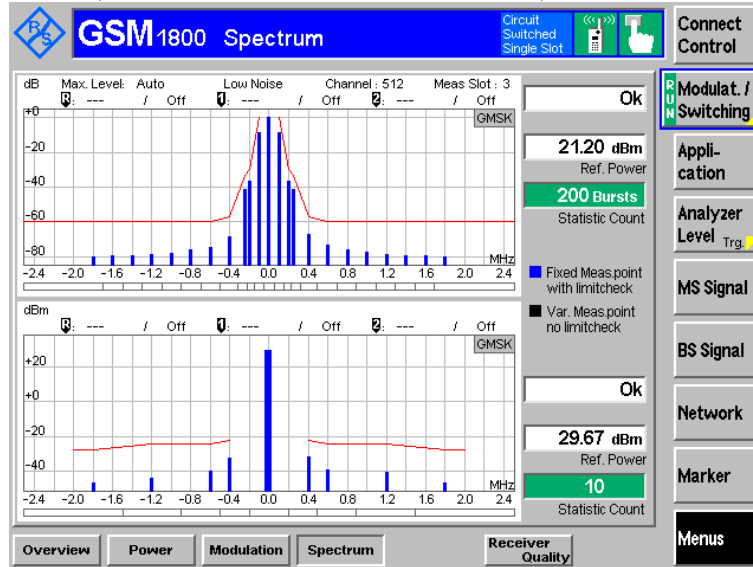 R/S
GSM 1800 Spectrum
Circuit
Switched
Single Slot
Connect
Control
dB Max. Level: Auto Low Noise Channel : 512 Meas Slot : 3
R: --- / Off 1: --- / Off 2: --- / Off
GMSK
+0
-20
-40
-60
-80
MHz
-2.4 -2.0 -1.6 -1.2 -0.8 -0.4 0.0 0.4 0.8 1.2 1.6 2.0 2.4
Ok
21.20 dBm
Ref. Power
200 Bursts
Statistic Count
Fixed Meas.point
with limitcheck
Var. Meas.point
no limitcheck
dBm
R: --- / Off 1: --- / Off 2: --- / Off
GMSK
+20
+0
-20
-40
MHz
-2.4 -2.0 -1.6 -1.2 -0.8 -0.4 0.0 0.4 0.8 1.2 1.6 2.0 2.4
Ok
29.67 dBm
Ref. Power
10
Statistic Count
RUN
Modulat. /
Switching
Appli-
cation
Analyzer
Level Trg.
MS Signal
BS Signal
Network
Marker
Menus
Overview Power Modulation Spectrum Receiver
Quality